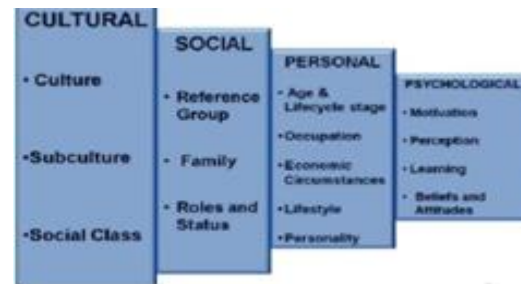 CULTURAL
• Culture
•Subculture
•Social Class
SOCIAL
• Reference
Group
• Family
• Roles and
Status
PERSONAL
• Age &
Lifecycle stage
•Occupation
•Economic
Circumstances
•Lifestyle
•Personality
PSYCHOLOGICAL
• Motivation
• Perception
• Learning
• Beliefs and
Attitudes